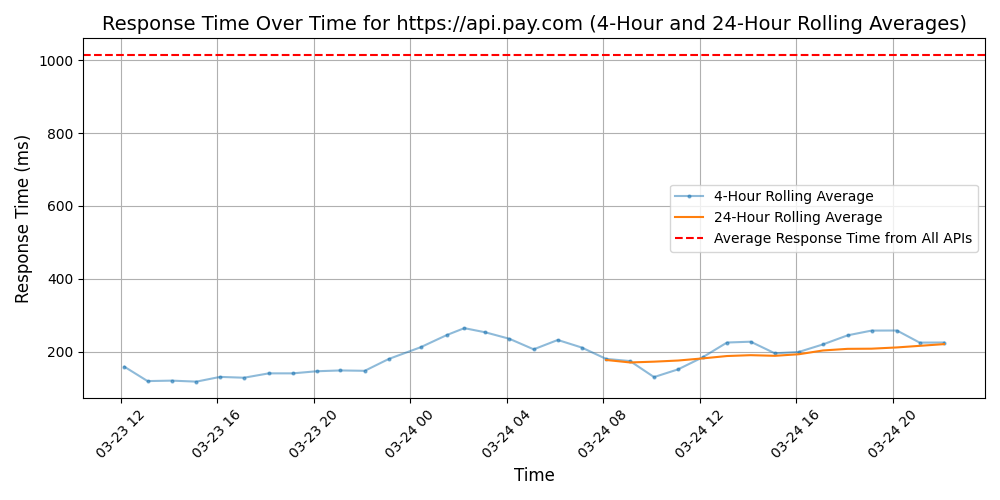 Response Time Over Time for https://api.pay.com (4-Hour and 24-Hour Rolling Averages)
Response Time (ms)
1000
800
600
400
200
4-Hour Rolling Average
24-Hour Rolling Average
Average Response Time from All APIs
03-23 12
03-23 16
03-23 20
03-24 00
03-24 04
03-24 08
03-24 12
03-24 16
03-24 20
Time